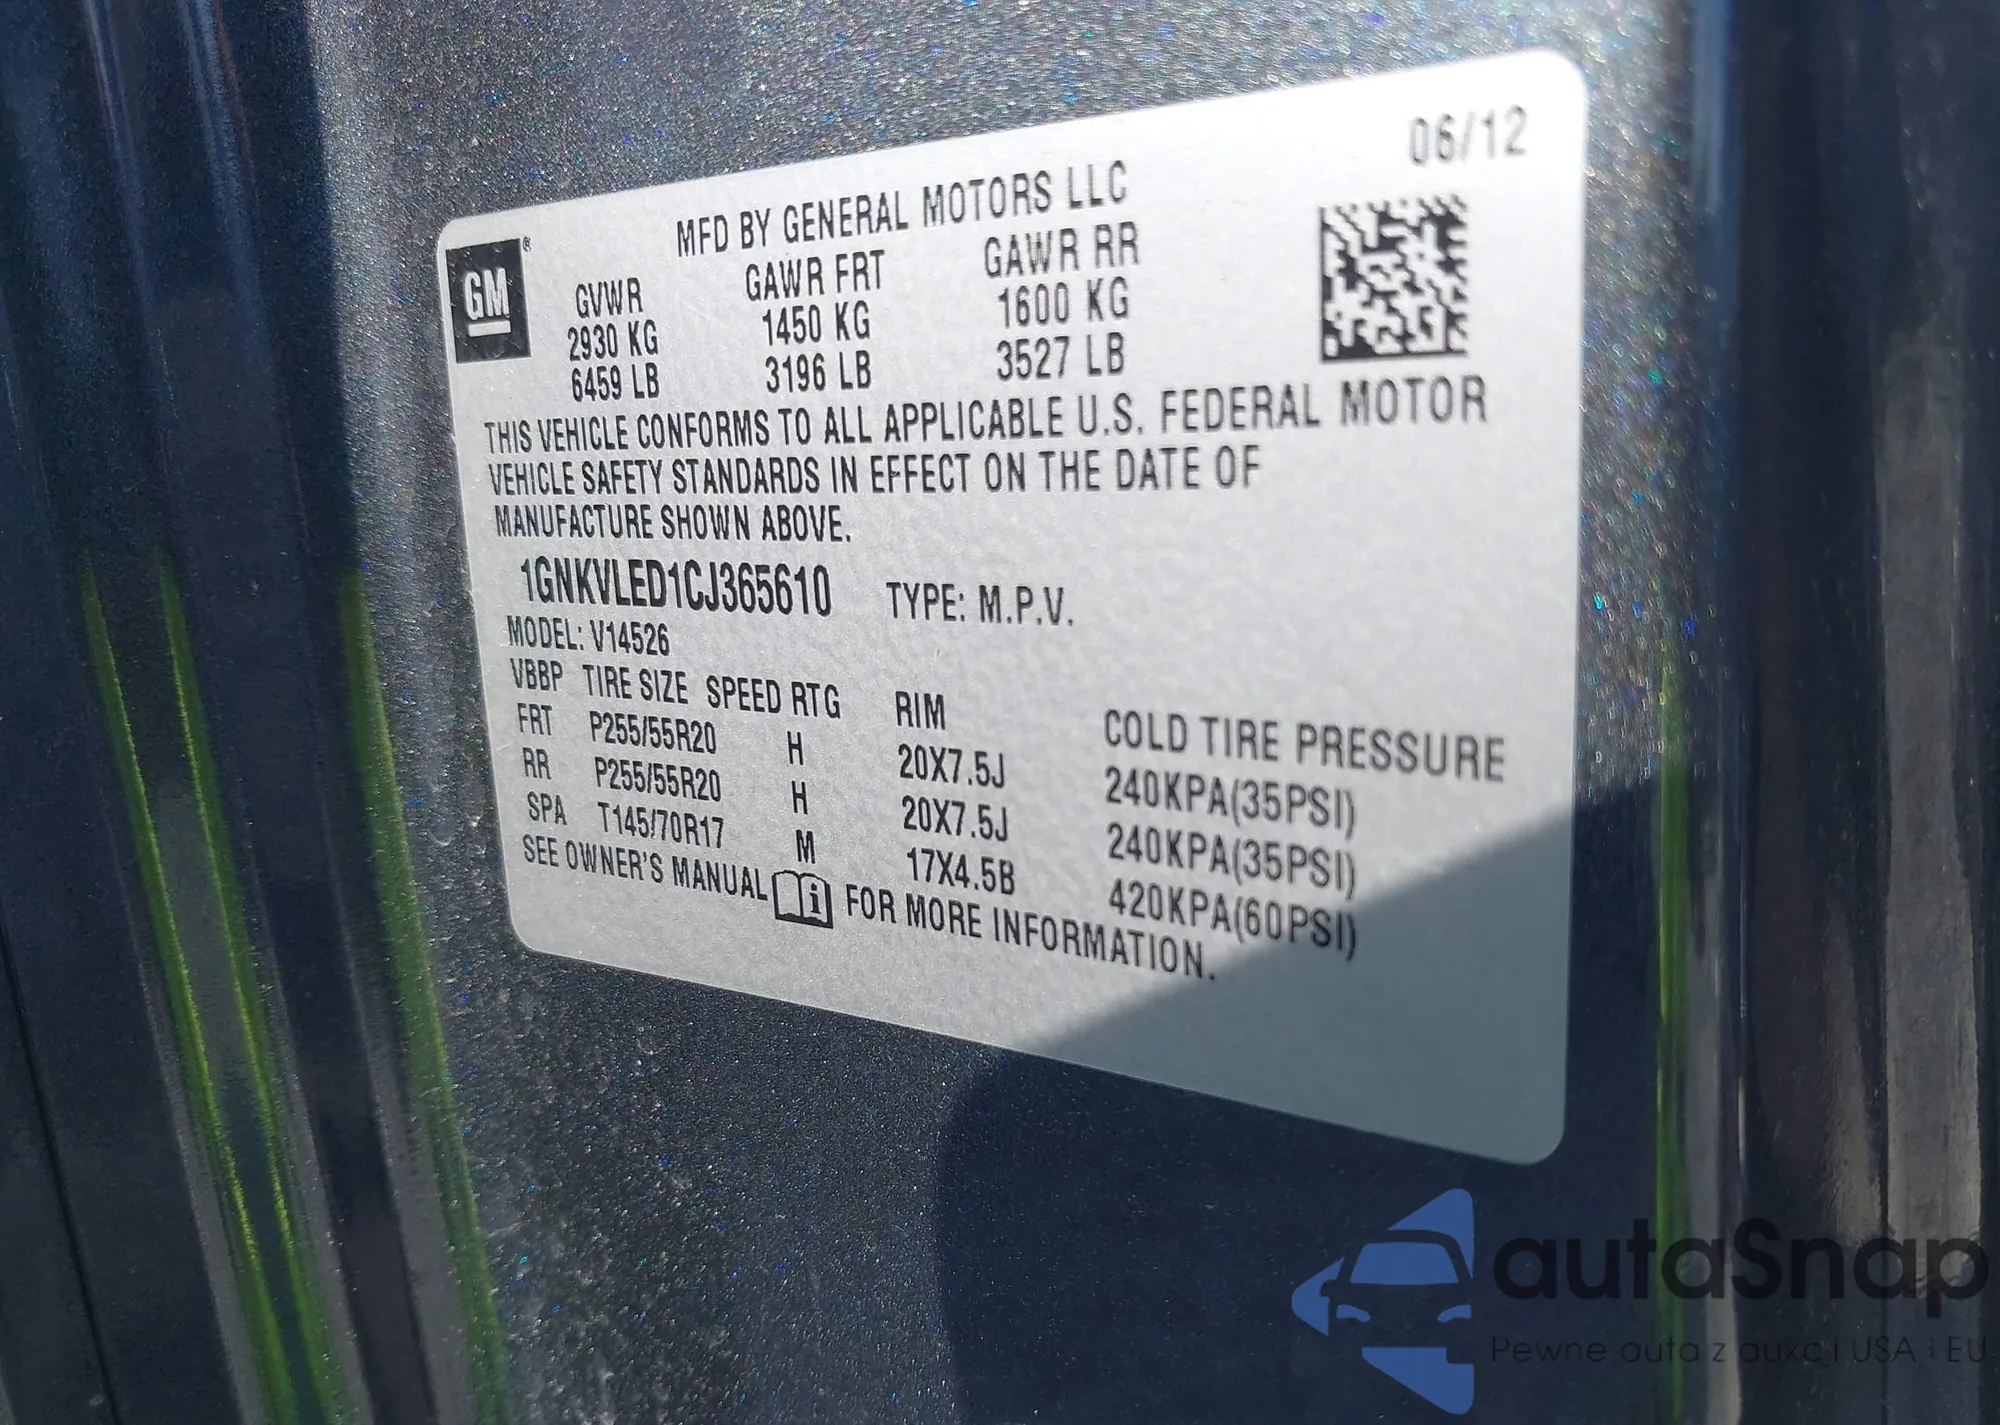 06/12
MFD BY GENERAL MOTORS LLC
GM®
GVWR GAWR FRT GAWR RR
2930 KG 1450 KG 1600 KG
6459 LB 3196 LB 3527 LB
THIS VEHICLE CONFORMS TO ALL APPLICABLE U.S. FEDERAL MOTOR
VEHICLE SAFETY STANDARDS IN EFFECT ON THE DATE OF
MANUFACTURE SHOWN ABOVE.
1GNKVLED1CJ365610 TYPE: M.P.V.
MODEL: V14526
VBBP TIRE SIZE SPEED RTG RIM COLD TIRE PRESSURE
FRT P255/55R20 H 20X7.5J 240KPA(35PSI)
RR P255/55R20 H 20X7.5J 240KPA(35PSI)
SPA T145/70R17 M 17X4.5B 420KPA(60PSI)
SEE OWNER'S MANUAL FOR MORE INFORMATION.
autaSnap
Pewne auta z aukcji USA i EU